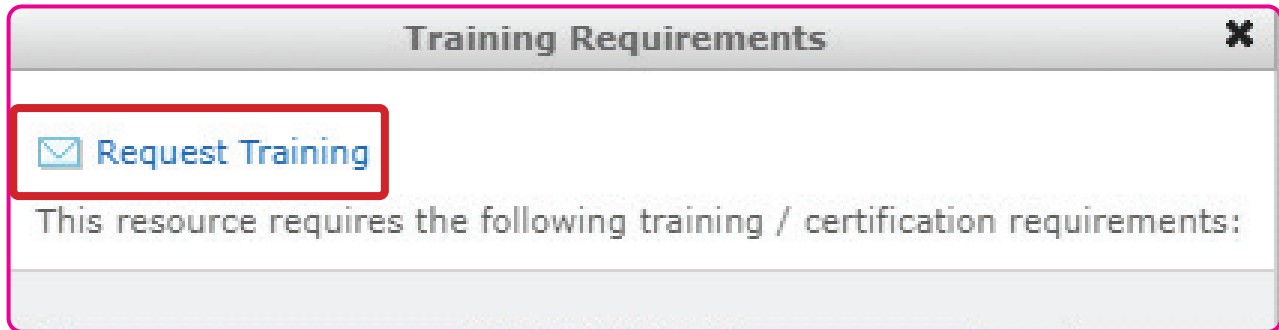 Training Requirements
Request Training
This resource requires the following training / certification requirements: